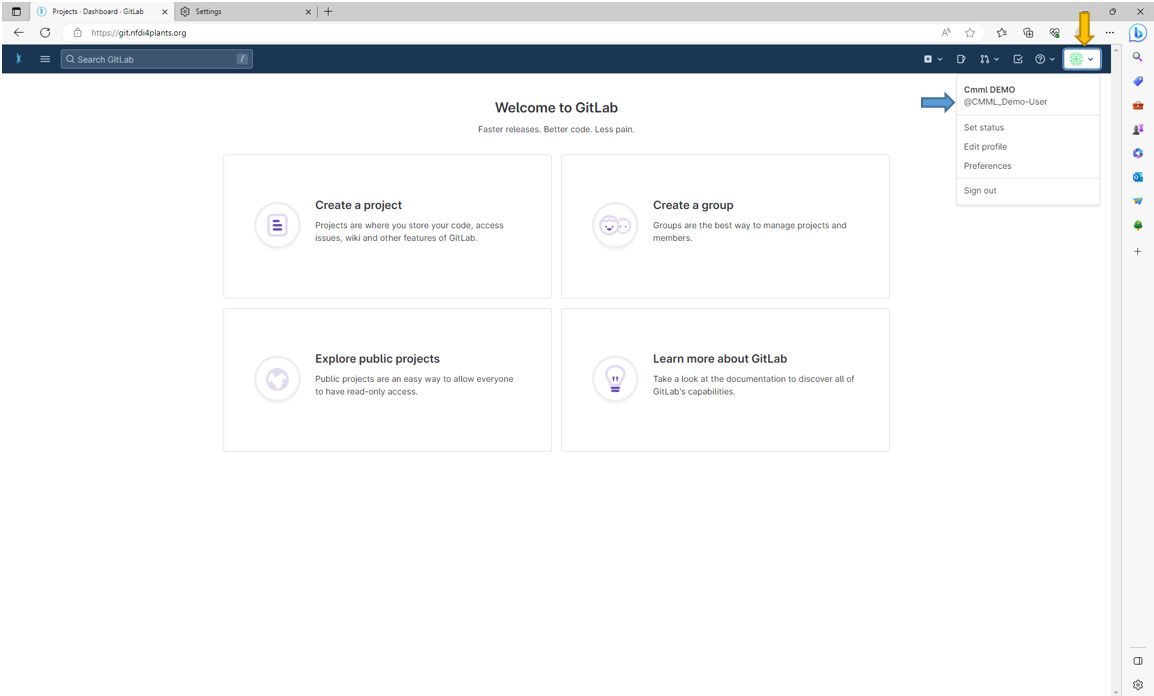 Projects · Dashboard · GitLab
Settings
https://git.nfdi4plants.org
Search GitLab
/
Cmml DEMO
@CMML_Demo-User
Set status
Edit profile
Preferences
Sign out
Welcome to GitLab
Faster releases. Better code. Less pain.
Create a project
Projects are where you store your code, access
issues, wiki and other features of GitLab.
Create a group
Groups are the best way to manage projects and
members.
Explore public projects
Public projects are an easy way to allow everyone
to have read-only access.
Learn more about GitLab
Take a look at the documentation to discover all of
GitLab's capabilities.